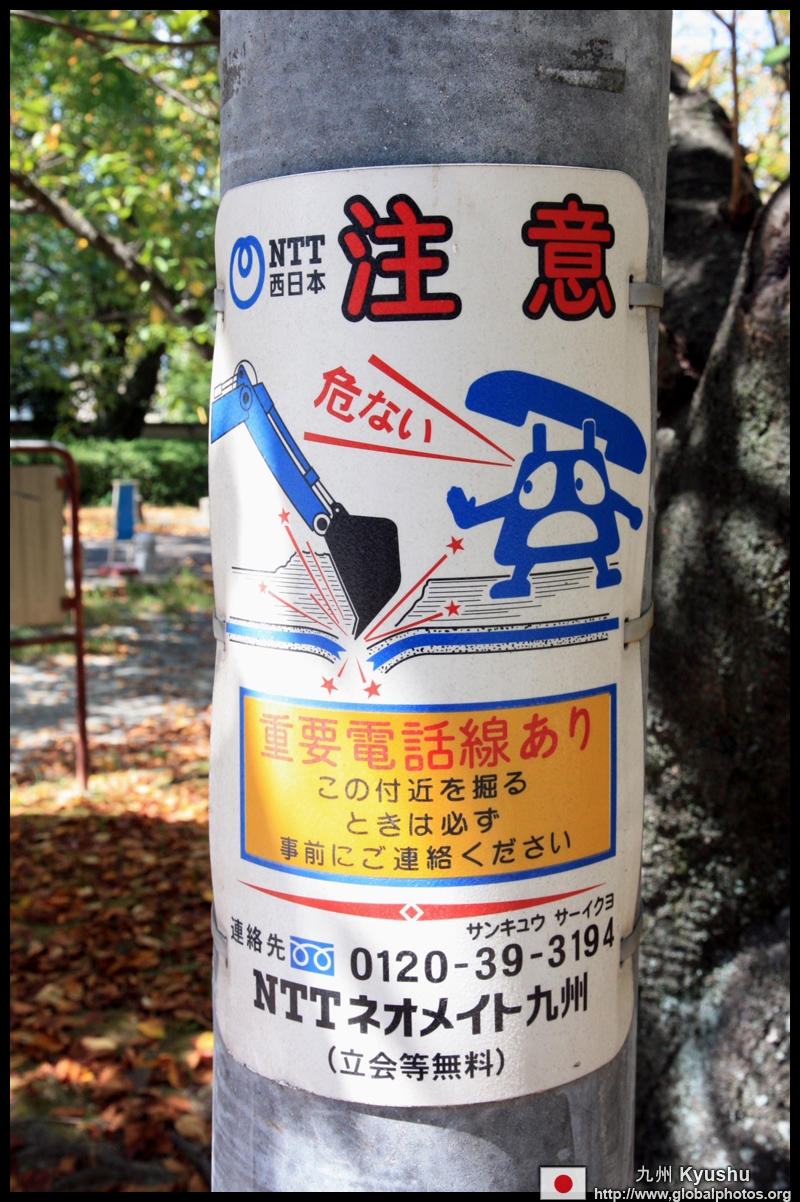 NTT
西日本
注意
危ない
重要電話線あり
この付近を掘る
ときは必ず
事前にご連絡ください
サンキュウ サーイクヨ
連絡先 0120-39-3194
NTTネオメイト九州
(立会等無料)
九州 Kyushu
http://www.globalphotos.org